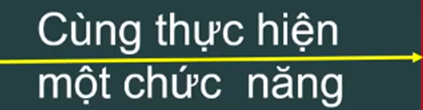 Cùng thực hiện
một chức năng